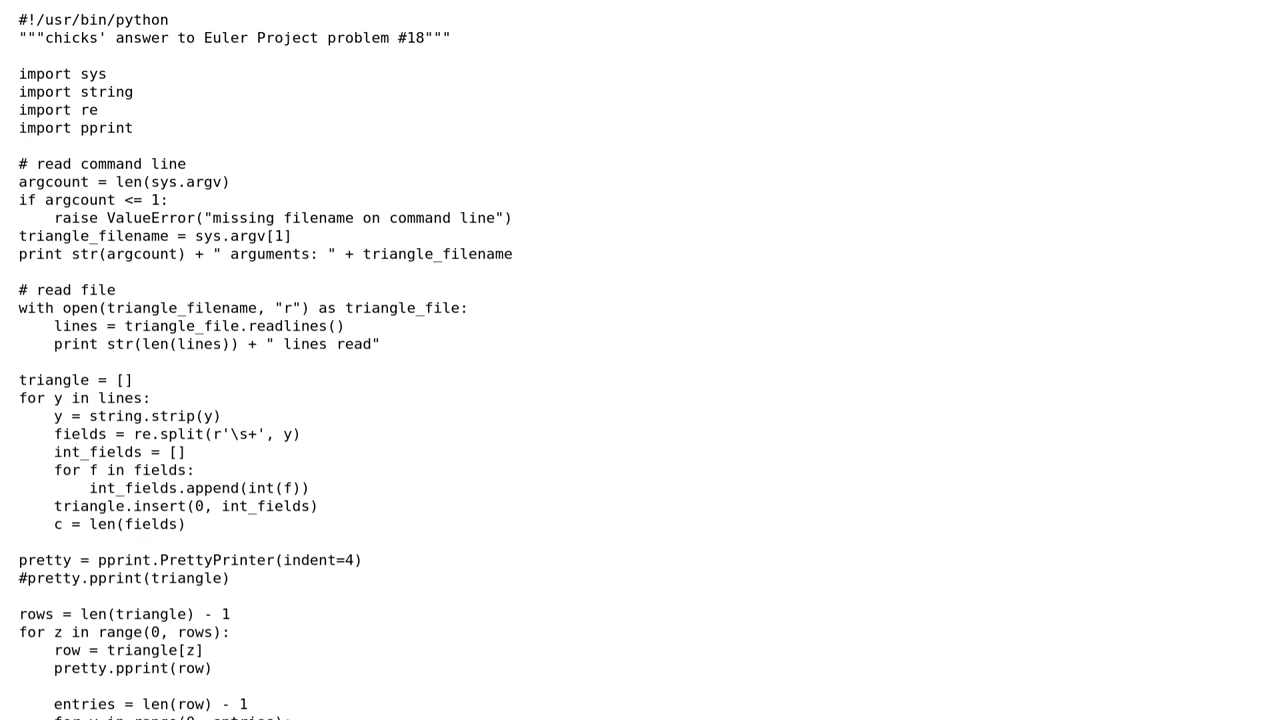 #!/usr/bin/python
"""chicks' answer to Euler Project problem #18"""

import sys
import string
import re
import pprint

# read command line
argcount = len(sys.argv)
if argcount <= 1:
    raise ValueError("missing filename on command line")
triangle_filename = sys.argv[1]
print str(argcount) + " arguments: " + triangle_filename

# read file
with open(triangle_filename, "r") as triangle_file:
    lines = triangle_file.readlines()
    print str(len(lines)) + " lines read"

triangle = []
for y in lines:
    y = string.strip(y)
    fields = re.split(r'\s+', y)
    int_fields = []
    for f in fields:
        int_fields.append(int(f))
    triangle.insert(0, int_fields)
    c = len(fields)

pretty = pprint.PrettyPrinter(indent=4)
#pretty.pprint(triangle)

rows = len(triangle) - 1
for z in range(0, rows):
    row = triangle[z]
    pretty.pprint(row)

    entries = len(row) - 1